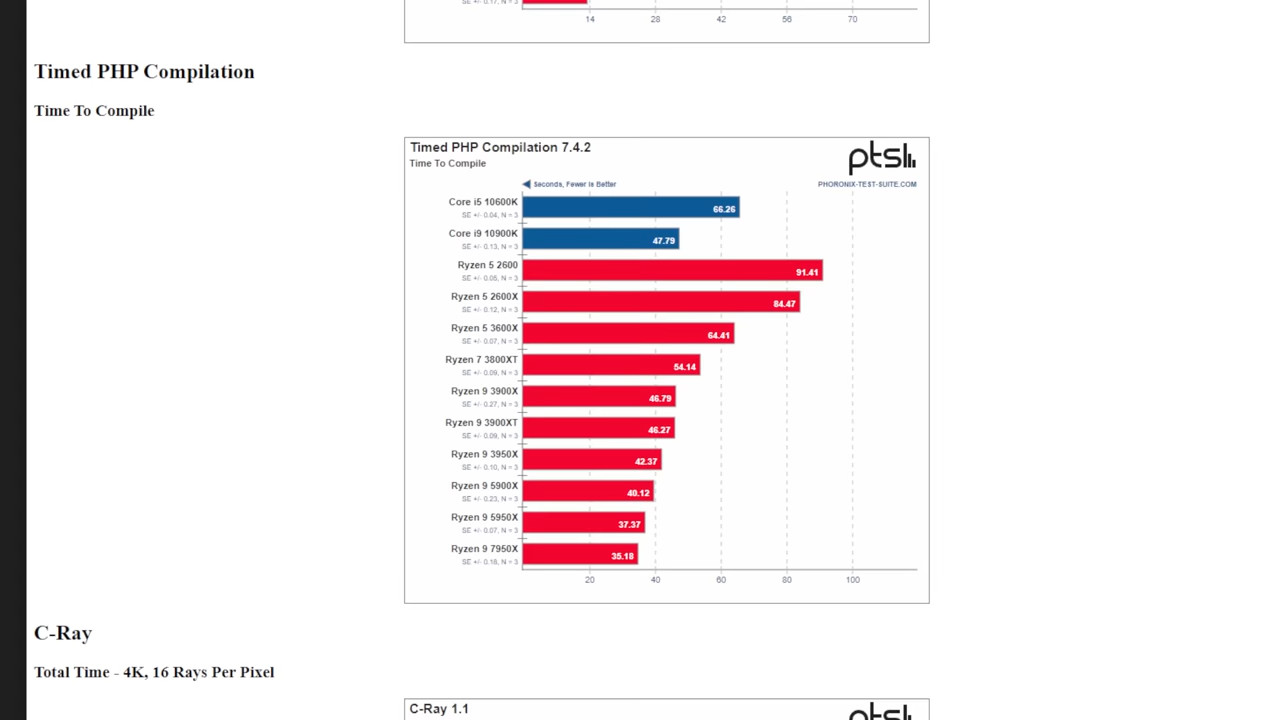 SE +/- 0.17, N = 3
14 28 42 56 70
Timed PHP Compilation
Time To Compile
Timed PHP Compilation 7.4.2
Time To Compile
pts
Seconds, Fewer Is Better
PHORONIX-TEST-SUITE.COM
Core i5 10600K
SE +/- 0.04, N = 3
66.26
Core i9 10900K
SE +/- 0.13, N = 3
47.79
Ryzen 5 2600
SE +/- 0.05, N = 3
91.41
Ryzen 5 2600X
SE +/- 0.12, N = 3
84.47
Ryzen 5 3600X
SE +/- 0.07, N = 3
64.41
Ryzen 7 3800XT
SE +/- 0.09, N = 3
54.14
Ryzen 9 3900X
SE +/- 0.27, N = 3
46.79
Ryzen 9 3900XT
SE +/- 0.09, N = 3
46.27
Ryzen 9 3950X
SE +/- 0.10, N = 3
42.37
Ryzen 9 5900X
SE +/- 0.23, N = 3
40.12
Ryzen 9 5950X
SE +/- 0.07, N = 3
37.37
Ryzen 9 7950X
SE +/- 0.18, N = 3
35.18
20 40 60 80 100
C-Ray
Total Time - 4K, 16 Rays Per Pixel
C-Ray 1.1
pts